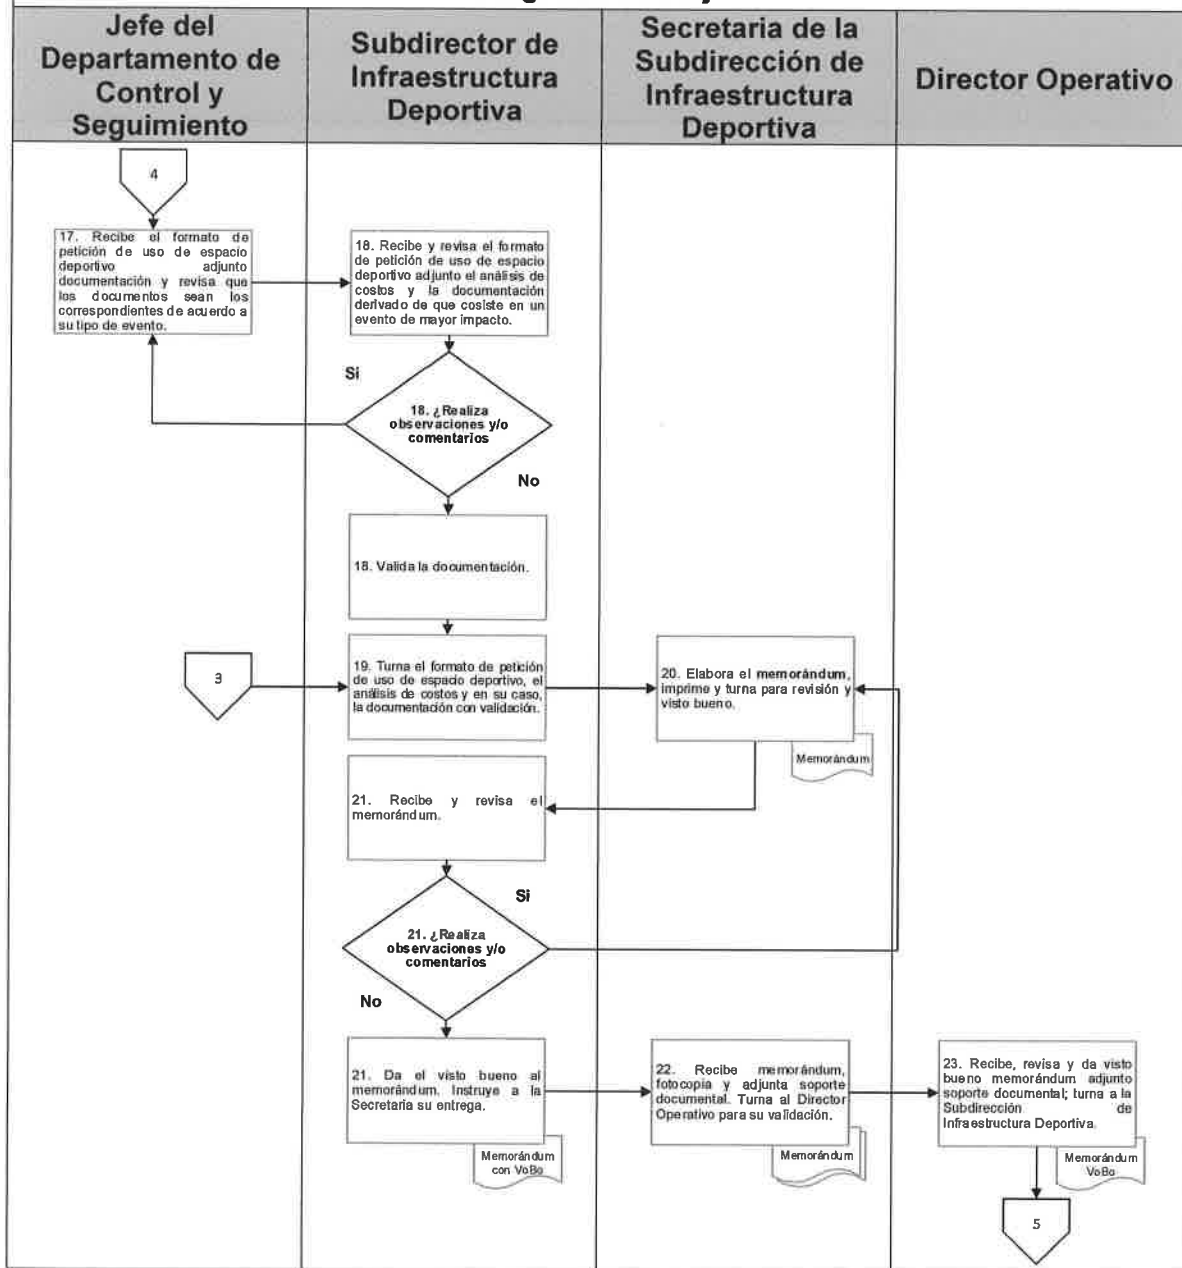 Jefe del
Departamento de
Control y
Seguimiento
Subdirector de
Infraestructura
Deportiva
Secretaria de la
Subdirección de
Infraestructura
Deportiva
Director Operativo
4
17. Recibe el formato de
petición de uso de espacio
deportivo adjunto
documentación y revisa que
los documentos sean los
correspondientes de acuerdo a
su tipo de evento.
18. Recibe y revisa el formato
de petición de uso de espacio
deportivo adjunto el análisis de
costos y la documentación
derivado de que cosiste en un
evento de mayor impacto.
Si
18. ¿Realiza
observaciones y/o
comentarios
No
18. Valida la documentación.
3
19. Turna el formato de petición
de uso de espacio deportivo, el
análisis de costos y en su caso,
la documentación con validación.
20. Elabora el memorándum,
imprime y turna para revisión y
visto bueno.
Memorándum
21. Recibe y revisa el
memorándum.
Si
21. ¿Realiza
observaciones y/o
comentarios
No
21. Da el visto bueno al
memorándum. Instruye a la
Secretaria su entrega.
Memorándum
con VoBo
22. Recibe memorándum,
fotocopia y adjunta soporte
documental. Turna al Director
Operativo para su validación.
Memorándum
23. Recibe, revisa y da visto
bueno memorándum adjunto
soporte documental; turna a la
Subdirección de
Infraestructura Deportiva.
Memorándum
VoBo
5